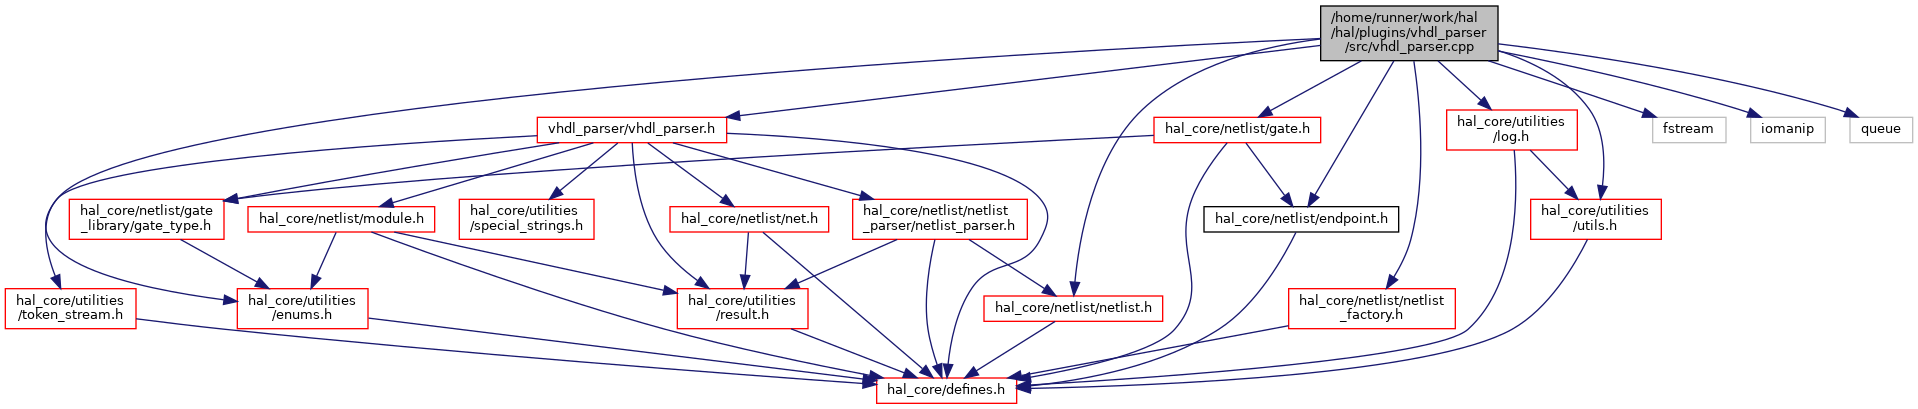 /home/runner/work/hal
/hal/plugins/vhdl_parser
/src/vhdl_parser.cpp
vhdl_parser/vhdl_parser.h
hal_core/netlist/gate.h
hal_core/utilities
/log.h
fstream
iomanip
queue
hal_core/netlist/gate
_library/gate_type.h
hal_core/netlist/module.h
hal_core/utilities
/special_strings.h
hal_core/netlist/net.h
hal_core/netlist/netlist
_parser/netlist_parser.h
hal_core/netlist/endpoint.h
hal_core/utilities
/utils.h
hal_core/utilities
/token_stream.h
hal_core/utilities
/enums.h
hal_core/utilities
/result.h
hal_core/netlist/netlist.h
hal_core/netlist/netlist
_factory.h
hal_core/defines.h